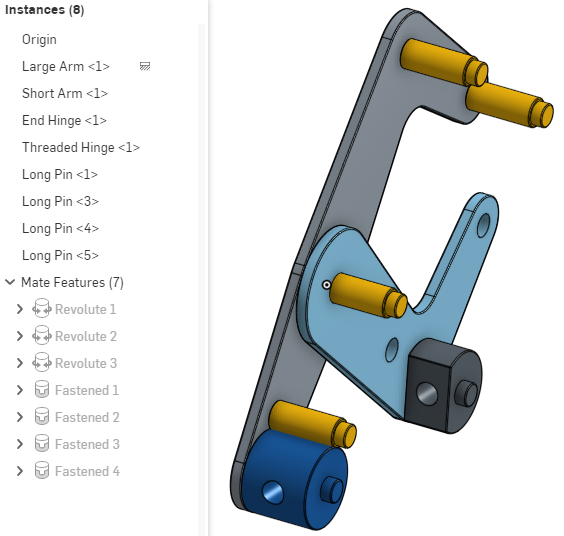 Instances (8)
Origin
Large Arm <1>
Short Arm <1>
End Hinge <1>
Threaded Hinge <1>
Long Pin <1>
Long Pin <3>
Long Pin <4>
Long Pin <5>
Mate Features (7)
Revolute 1
Revolute 2
Revolute 3
Fastened 1
Fastened 2
Fastened 3
Fastened 4